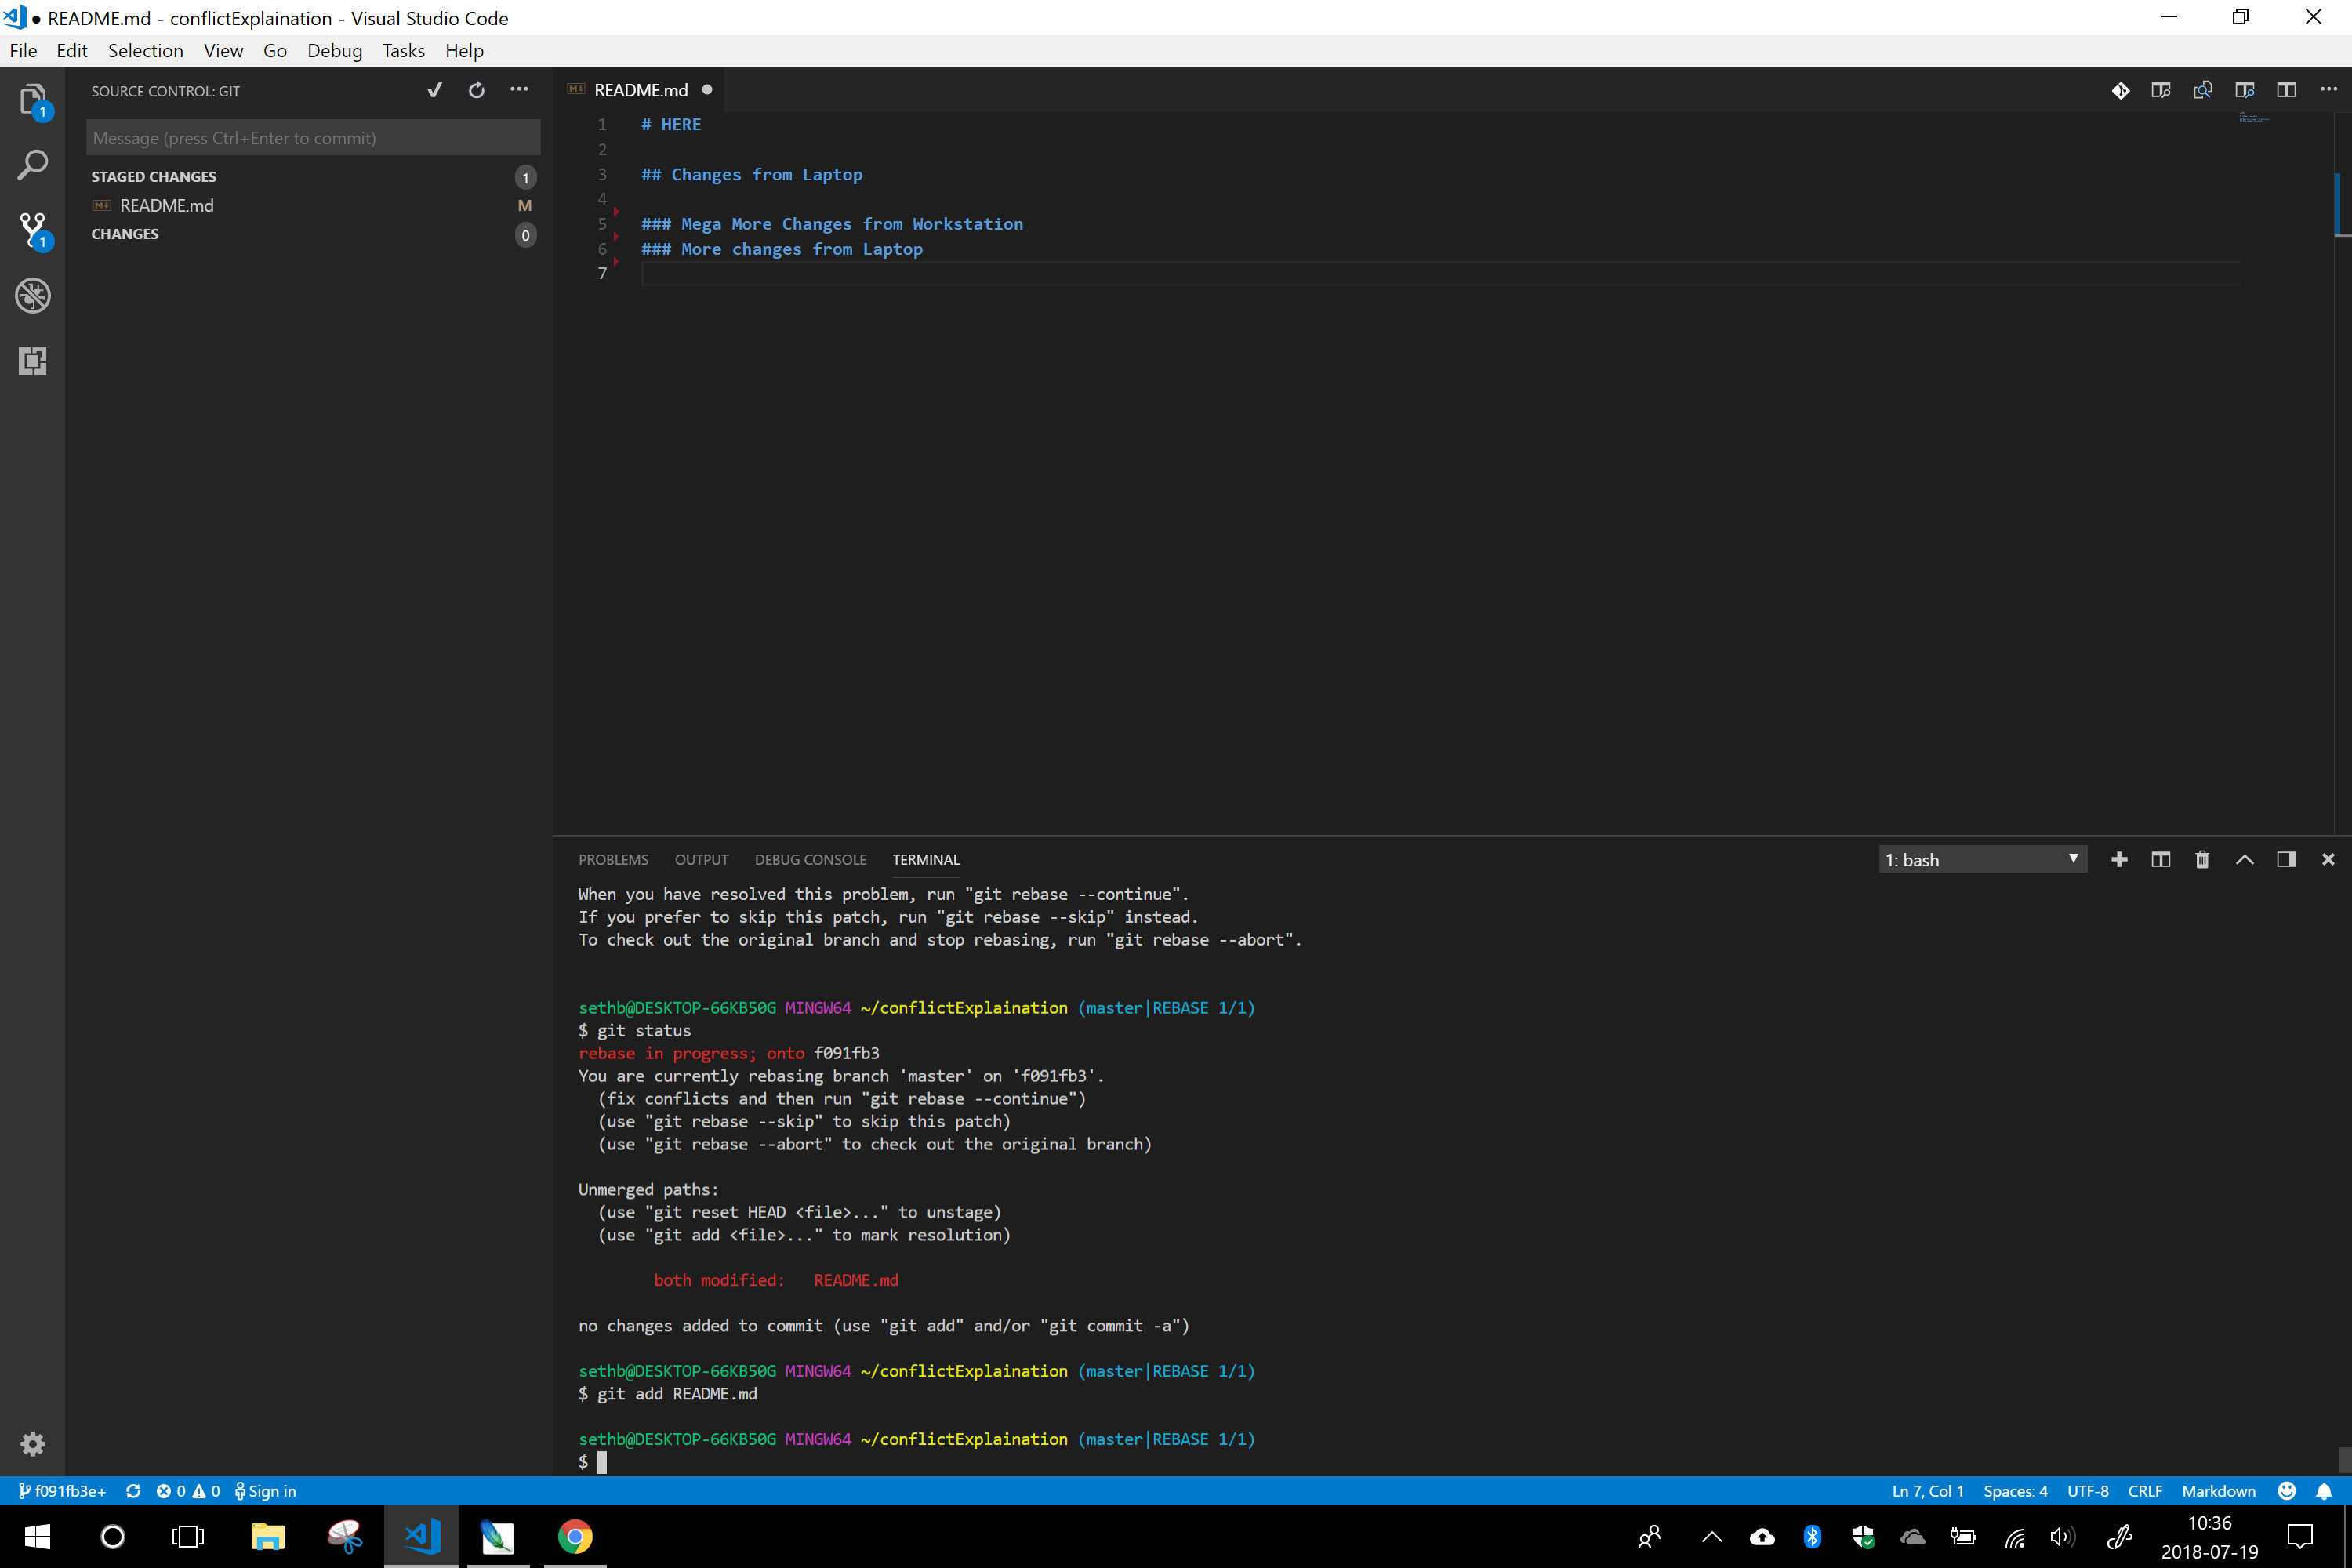 ● README.md - conflictExplaination - Visual Studio Code
File Edit Selection View Go Debug Tasks Help
SOURCE CONTROL: GIT
Message (press Ctrl+Enter to commit)
STAGED CHANGES 1
README.md M
CHANGES 0
1
1
README.md ●
1 # HERE
2
3 ## Changes from Laptop
4
5 ### Mega More Changes from Workstation
6 ### More changes from Laptop
7
PROBLEMS OUTPUT DEBUG CONSOLE TERMINAL
1: bash
When you have resolved this problem, run "git rebase --continue".
If you prefer to skip this patch, run "git rebase --skip" instead.
To check out the original branch and stop rebasing, run "git rebase --abort".
sethb@DESKTOP-66KB50G MINGW64 ~/conflictExplaination (master|REBASE 1/1)
$ git status
rebase in progress; onto f091fb3
You are currently rebasing branch 'master' on 'f091fb3'.
(fix conflicts and then run "git rebase --continue")
(use "git rebase --skip" to skip this patch)
(use "git rebase --abort" to check out the original branch)
Unmerged paths:
(use "git reset HEAD <file>..." to unstage)
(use "git add <file>..." to mark resolution)
both modified: README.md
no changes added to commit (use "git add" and/or "git commit -a")
sethb@DESKTOP-66KB50G MINGW64 ~/conflictExplaination (master|REBASE 1/1)
$ git add README.md
sethb@DESKTOP-66KB50G MINGW64 ~/conflictExplaination (master|REBASE 1/1)
$
f091fb3e+ 0 0 Sign in
Ln 7, Col 1 Spaces: 4 UTF-8 CRLF Markdown
10:36
2018-07-19